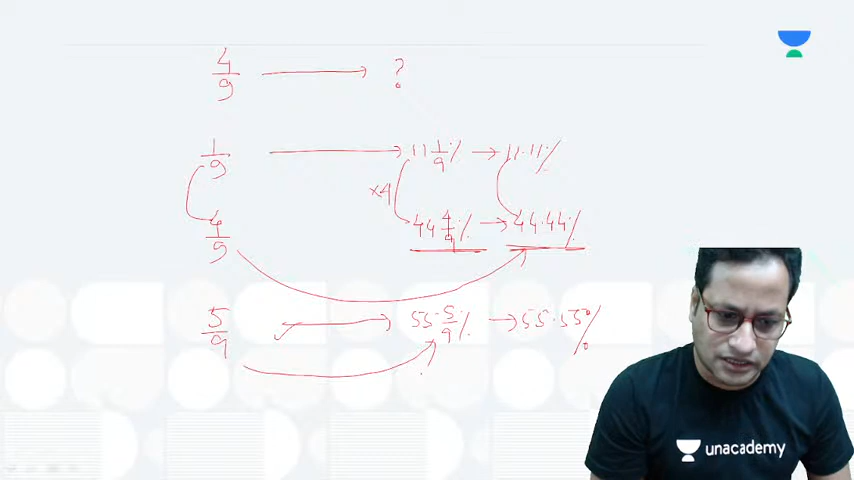 4/9 → ?
1/9 → 11 1/9 % → 11.11%
×4
4/9 44 4/9 % → 44.44%
5/9 → 55 5/9 % → 55.55%
unacademy